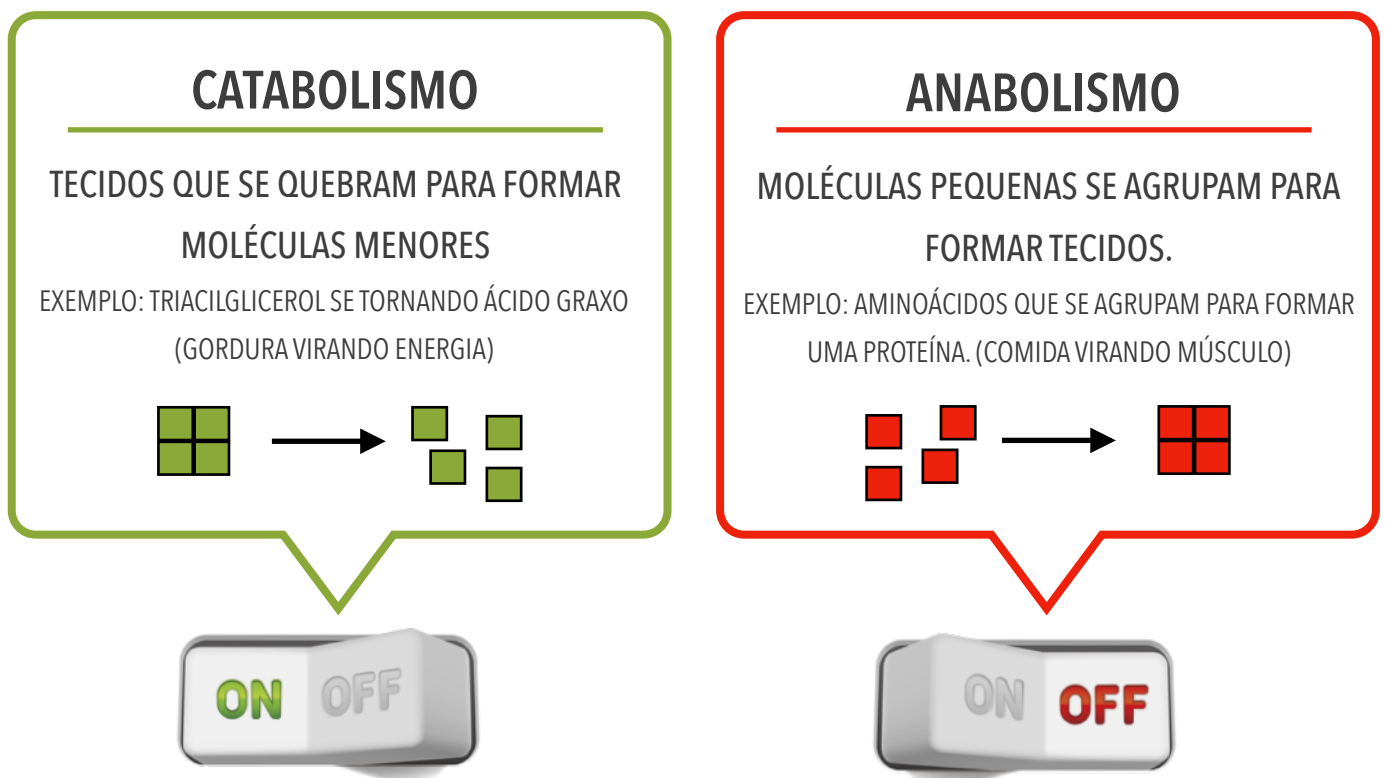 CATABOLISMO
TECIDOS QUE SE QUEBRAM PARA FORMAR
MOLÉCULAS MENORES
EXEMPLO: TRIACILGLICEROL SE TORNANDO ÁCIDO GRAXO
(GORDURA VIRANDO ENERGIA)
ON OFF
ANABOLISMO
MOLÉCULAS PEQUENAS SE AGRUPAM PARA
FORMAR TECIDOS.
EXEMPLO: AMINOÁCIDOS QUE SE AGRUPAM PARA FORMAR
UMA PROTEÍNA. (COMIDA VIRANDO MÚSCULO)
ON OFF